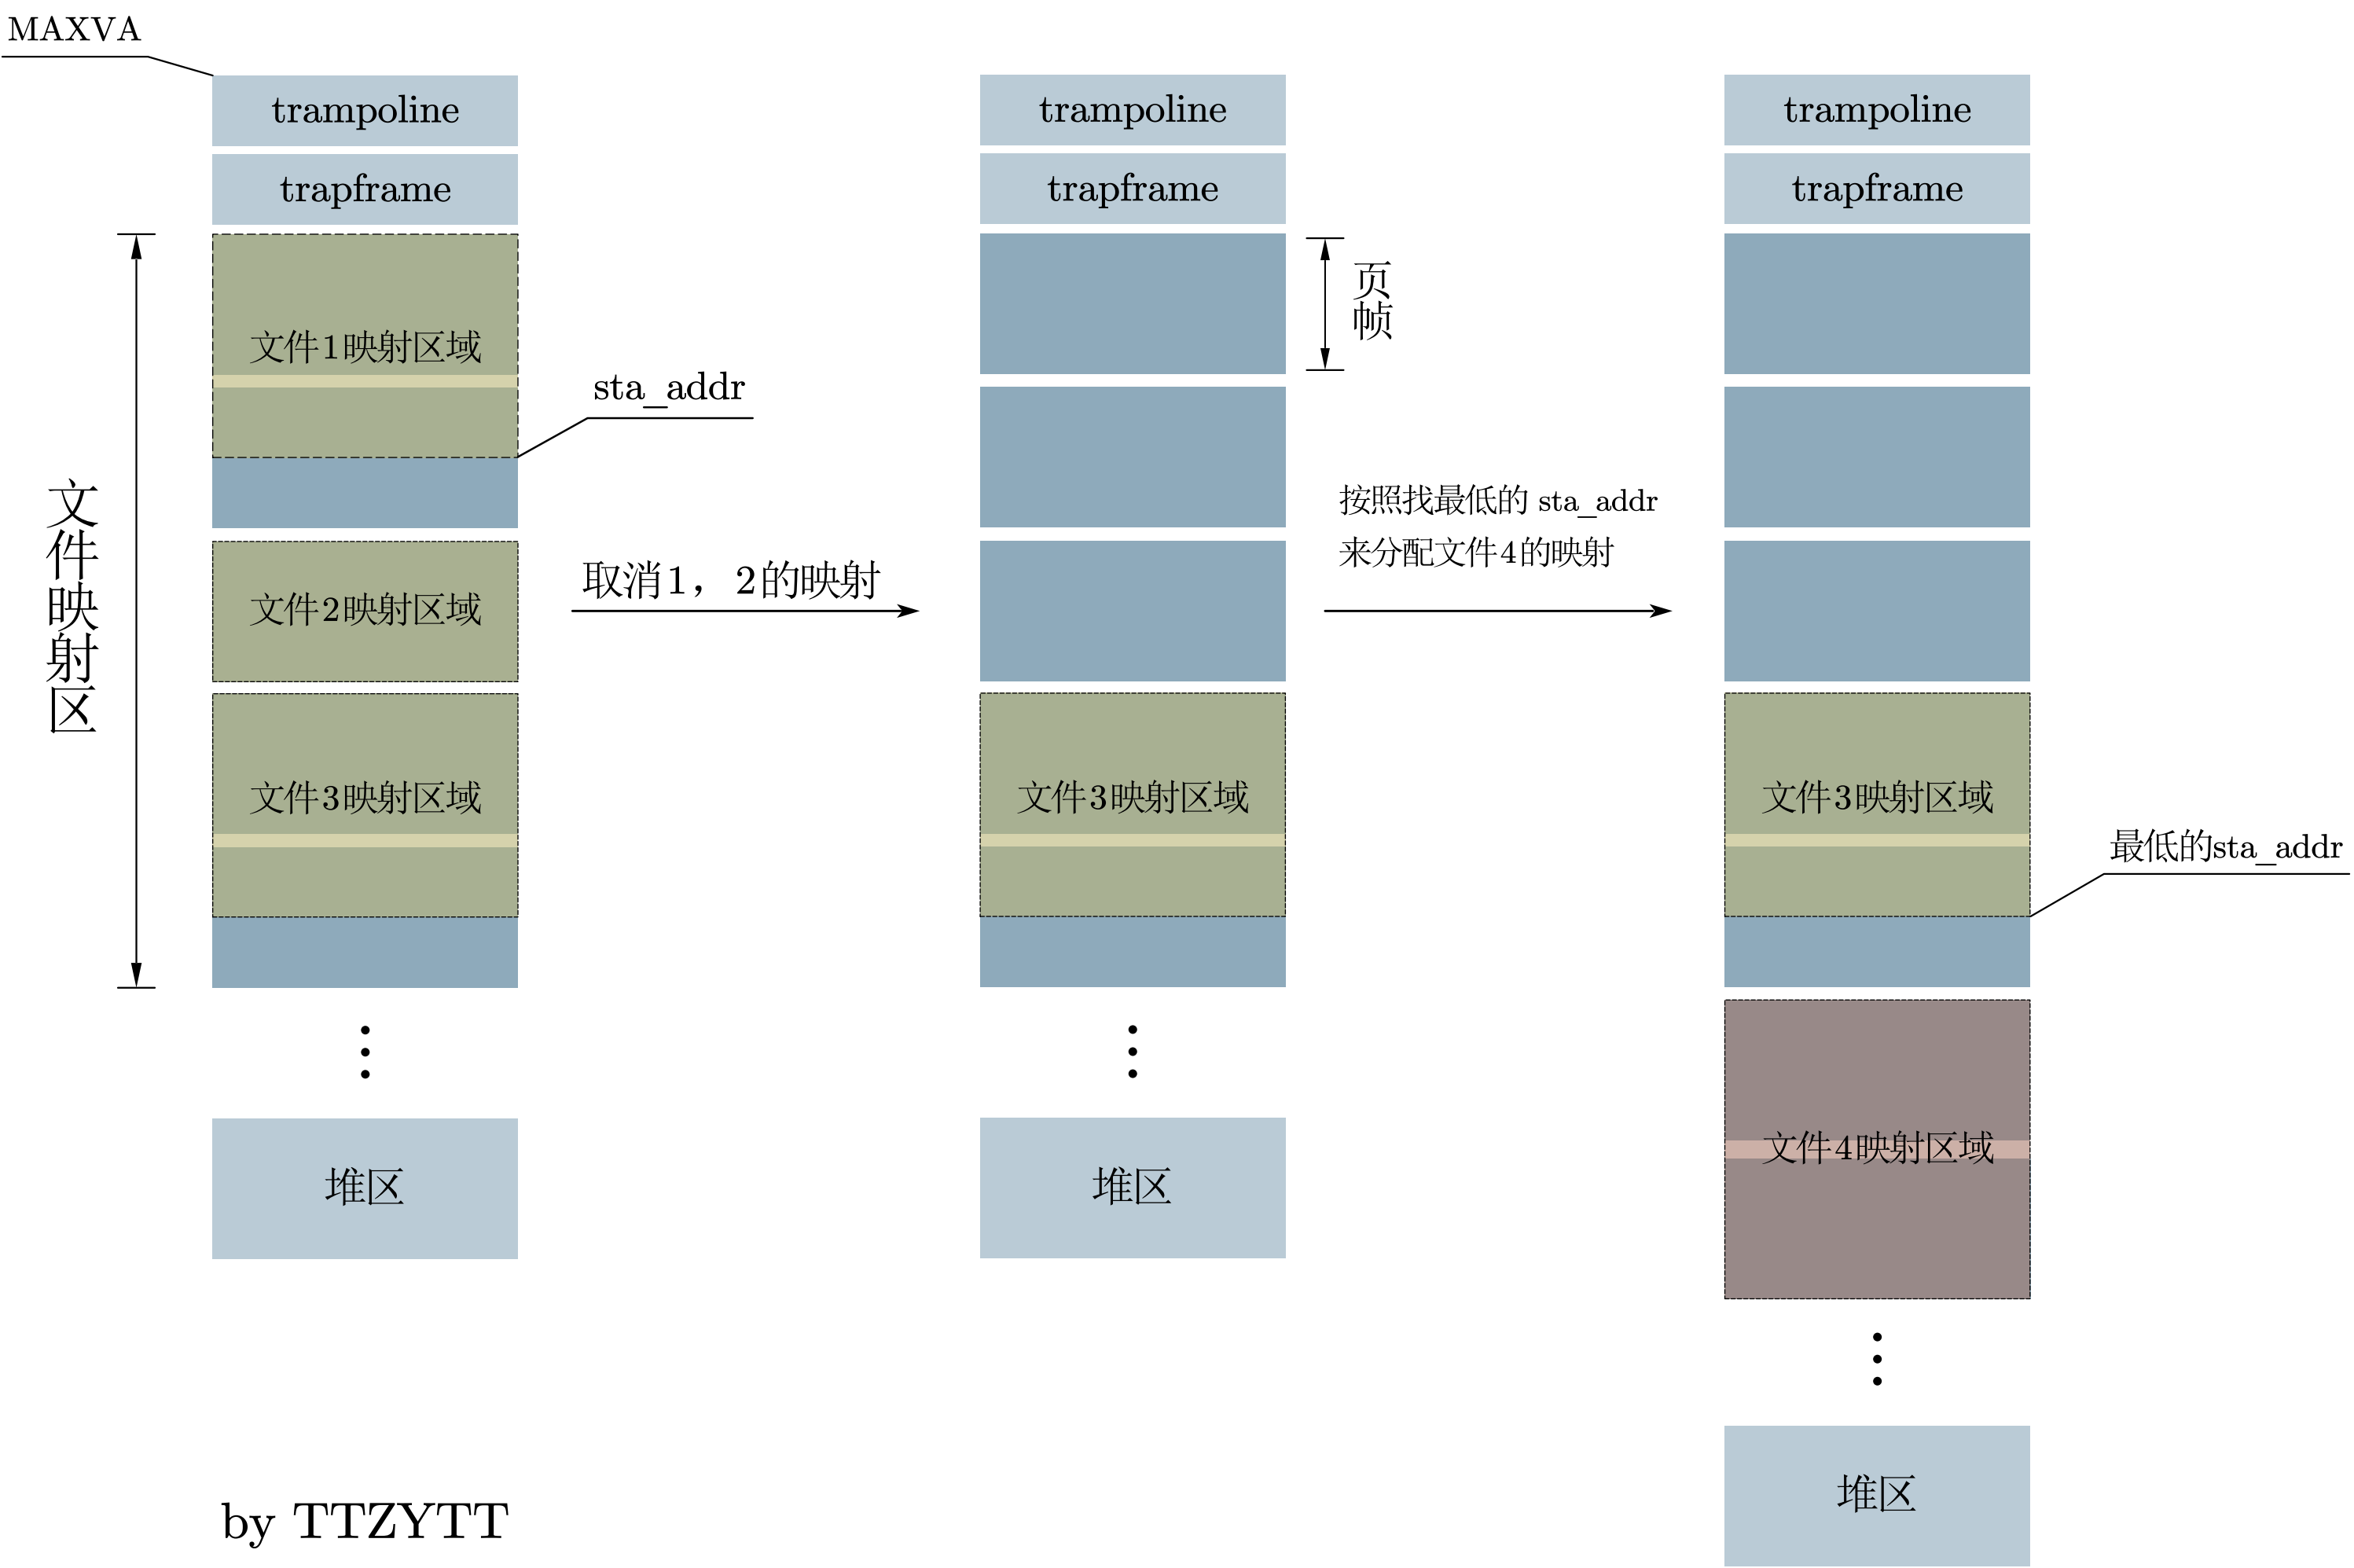 MAXVA
trampoline
trapframe
文件1映射区域
sta_addr
文件映射区
文件2映射区域
文件3映射区域
堆区
取消1，2的映射
trampoline
trapframe
页帧
文件3映射区域
堆区
按照找最低的 sta_addr
来分配文件4的映射
trampoline
trapframe
文件3映射区域
最低的sta_addr
文件4映射区域
堆区
by TTZYTT